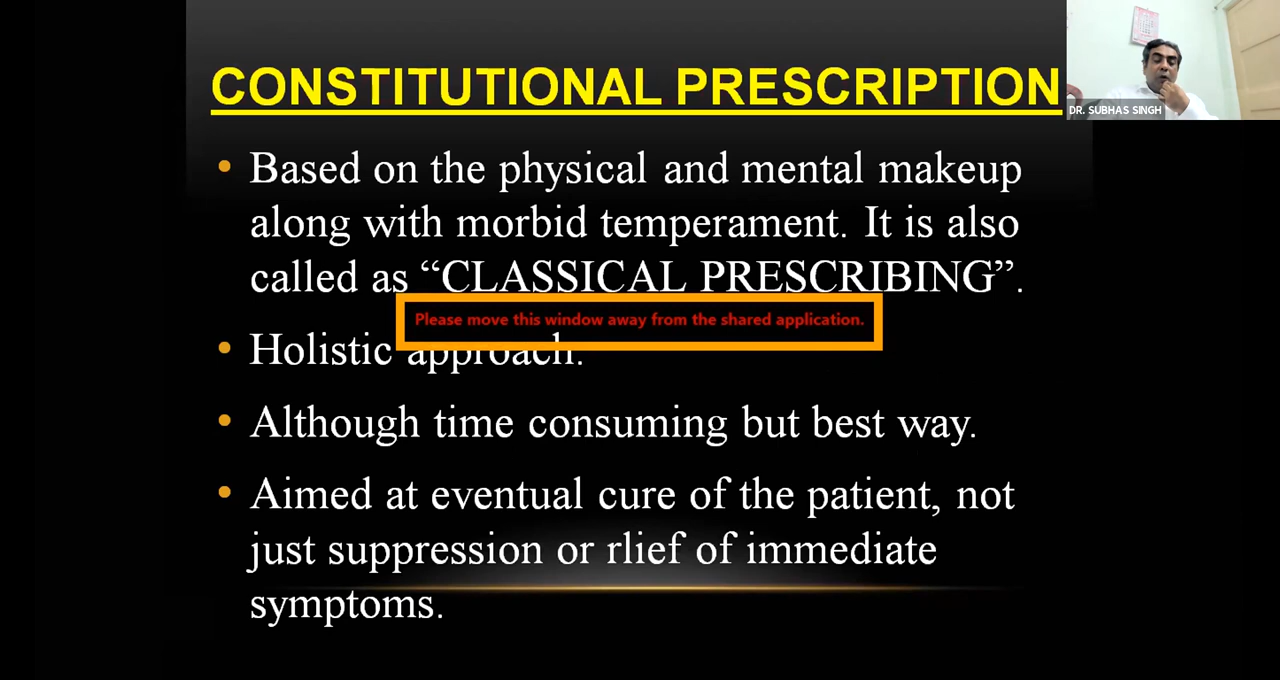 CONSTITUTIONAL PRESCRIPTION
DR. SUBHAS SINGH
• Based on the physical and mental makeup
along with morbid temperament. It is also
called as “CLASSICAL PRESCRIBING”.
Please move this window away from the shared application.
• Holistic approach.
• Although time consuming but best way.
• Aimed at eventual cure of the patient, not
just suppression or rlief of immediate
symptoms.